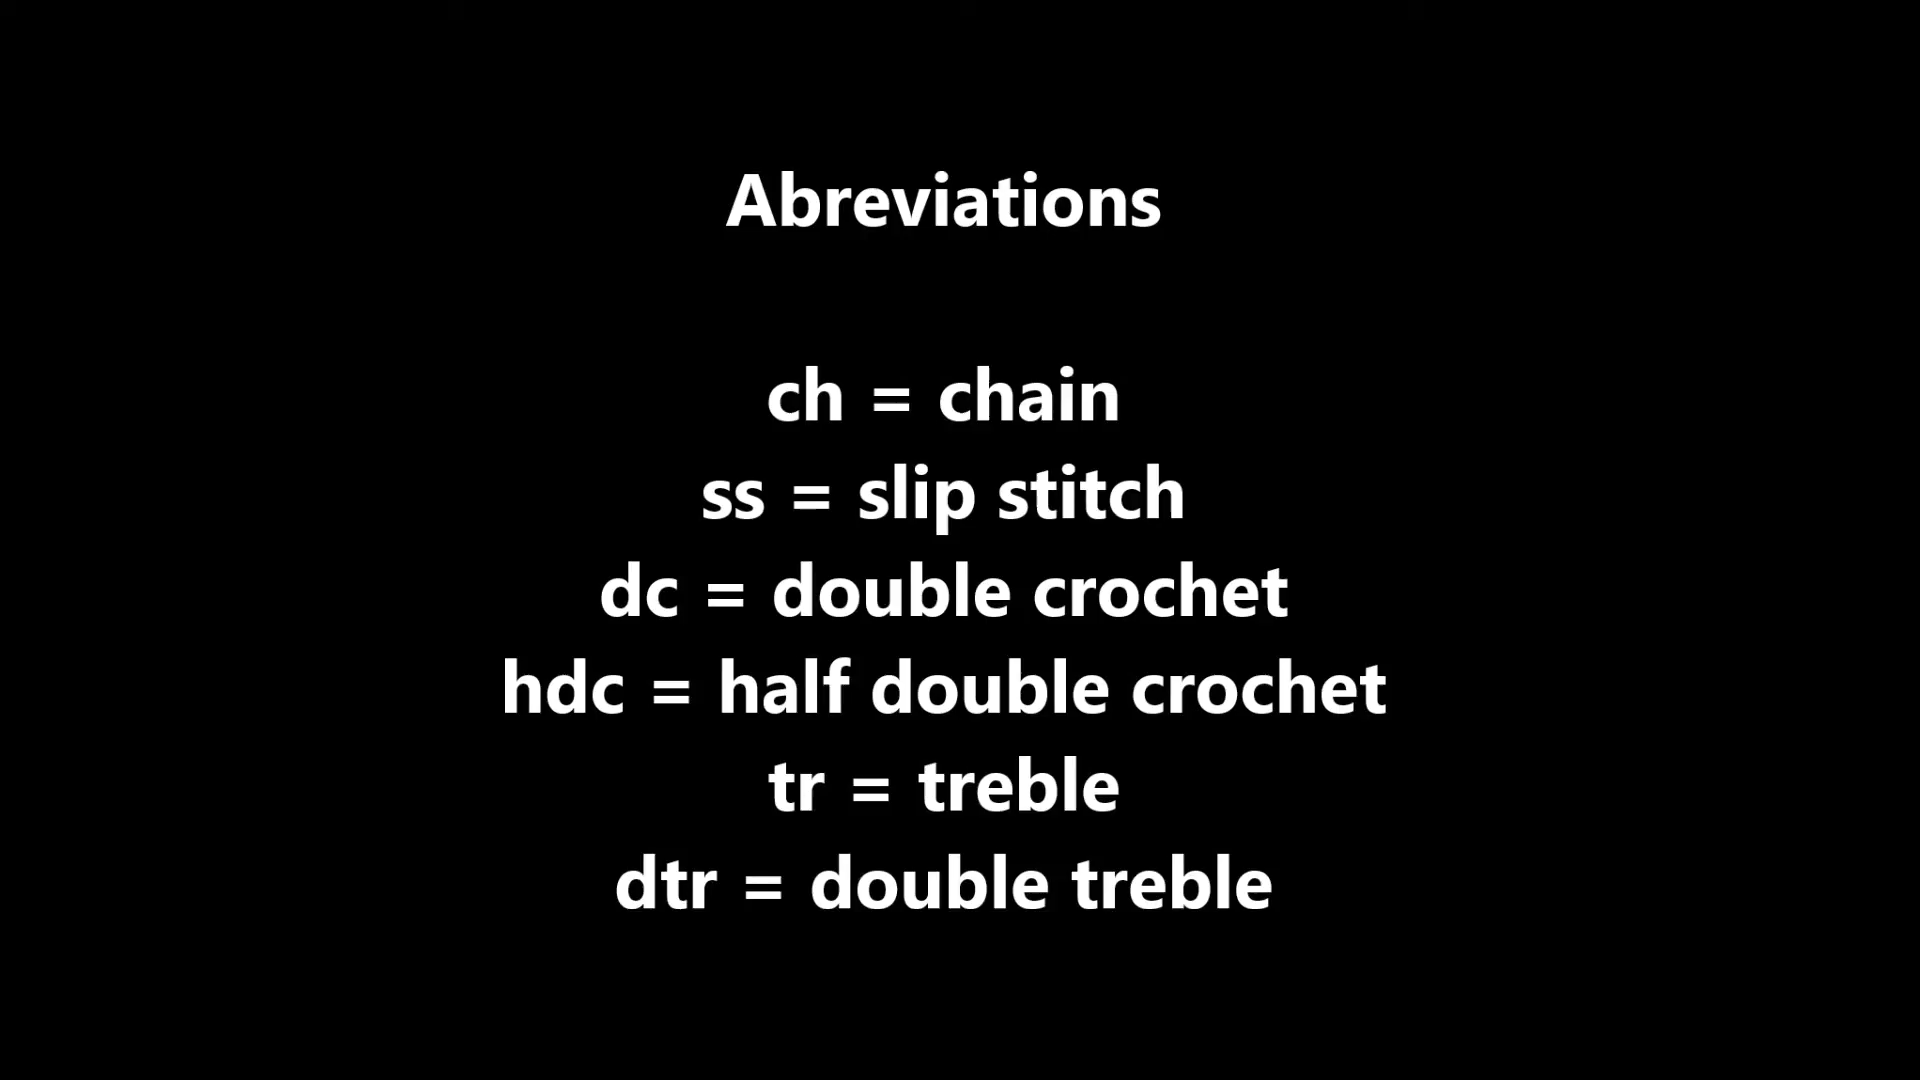 Abreviations
ch = chain
ss = slip stitch
dc = double crochet
hdc = half double crochet
tr = treble
dtr = double treble